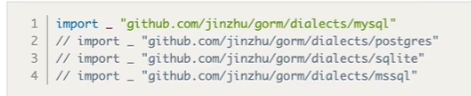 1 import _ "github.com/jinzhu/gorm/dialects/mysql"
2 // import _ "github.com/jinzhu/gorm/dialects/postgres"
3 // import _ "github.com/jinzhu/gorm/dialects/sqlite"
4 // import _ "github.com/jinzhu/gorm/dialects/mssql"